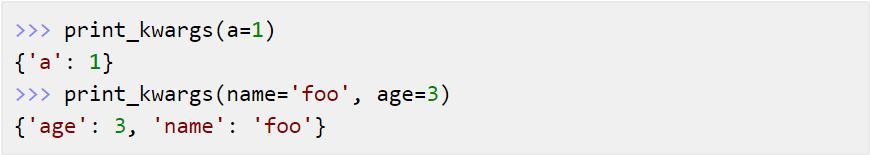 >>> print_kwargs(a=1)
{'a': 1}
>>> print_kwargs(name='foo', age=3)
{'age': 3, 'name': 'foo'}